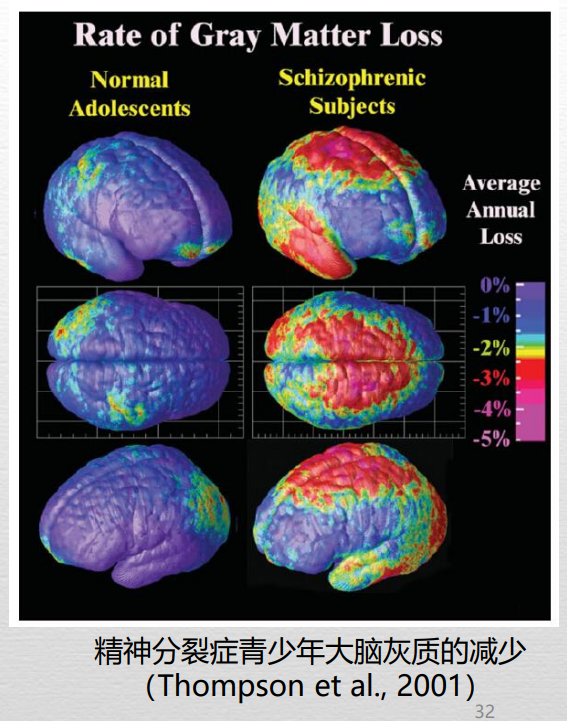 Rate of Gray Matter Loss
Normal
Adolescents
Schizophrenic
Subjects
Average
Annual
Loss
0%
-1%
-2%
-3%
-4%
-5%
精神分裂症青少年大脑灰质的减少
（Thompson et al., 2001）
32